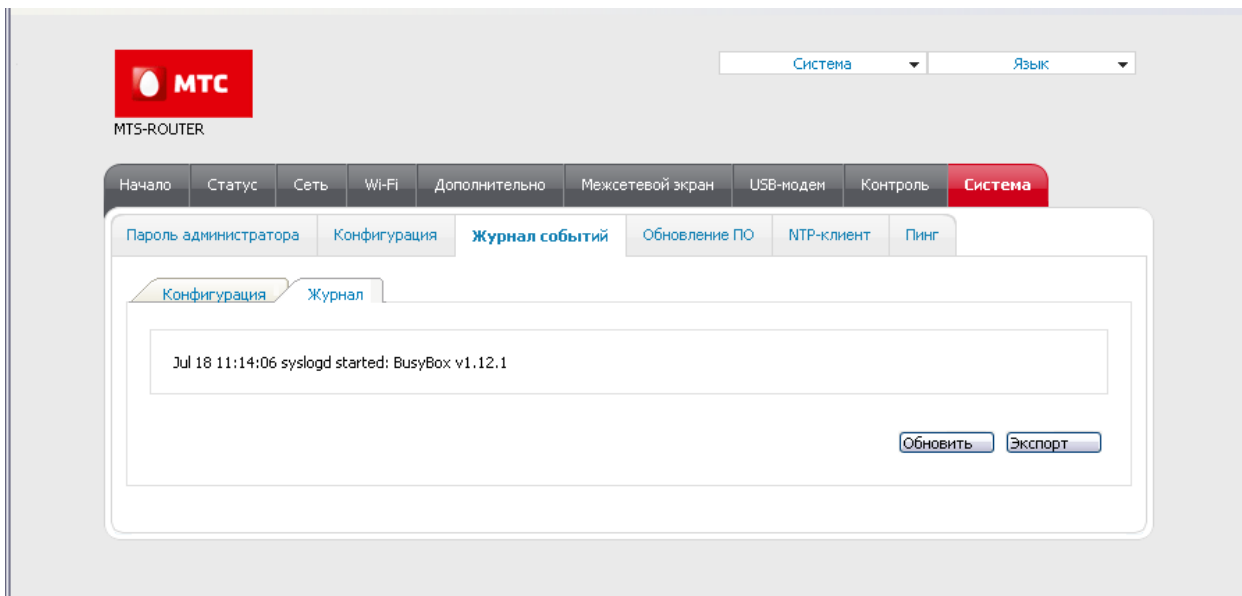 Система Язык
МТС
MTS-ROUTER
Начало Статус Сеть Wi-Fi Дополнительно Межсетевой экран USB-модем Контроль Система
Пароль администратора Конфигурация Журнал событий Обновление ПО NTP-клиент Пинг
Конфигурация Журнал
Jul 18 11:14:06 syslogd started: BusyBox v1.12.1
Обновить Экспорт